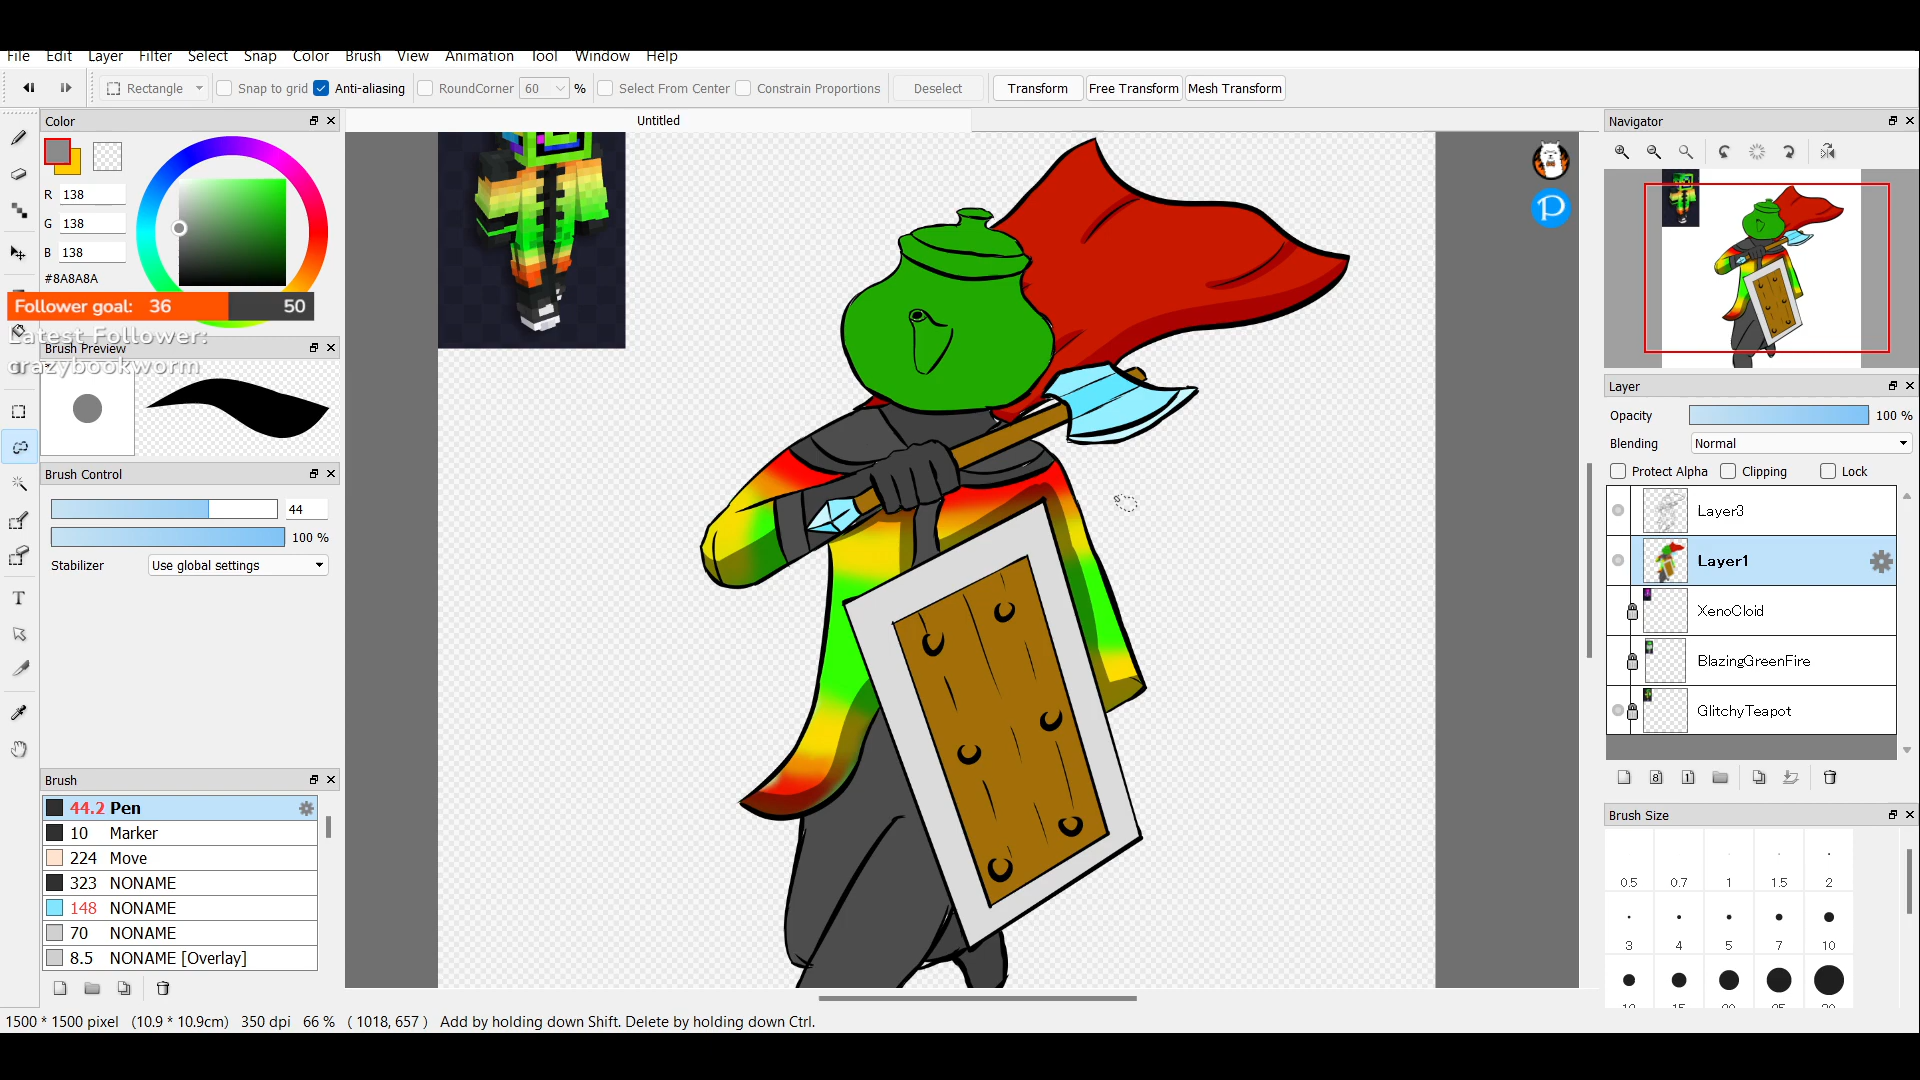 File Edit Layer Filter Select Snap Color Brush View Animation Tool Window Help
Rectangle Snap to grid Anti-aliasing RoundCorner 60 % Select From Center Constrain Proportions Deselect Transform Free Transform Mesh Transform
Color
Untitled
Navigator
R 138
G 138
B 138
#8A8A8A
Follower goal: 36 50
Latest Follower:
crazybookworm
Brush Preview
Brush Control
44
100 %
Stabilizer Use global settings
Brush
44.2 Pen
10 Marker
224 Move
323 NONAME
148 NONAME
70 NONAME
8.5 NONAME [Overlay]
Layer
Opacity 100 %
Blending Normal
Protect Alpha Clipping Lock
Layer3
Layer1
XenoCloid
BlazingGreenFire
GlitchyTeapot
8 1
Brush Size
0.5 0.7 1 1.5 2
3 4 5 7 10
1500 * 1500 pixel (10.9 * 10.9cm) 350 dpi 66 % ( 1018, 657 ) Add by holding down Shift. Delete by holding down Ctrl.